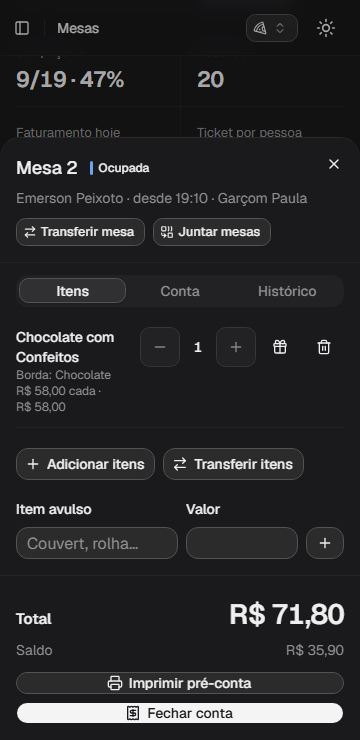 Mesas
9/19 · 47%
20
Faturamento hoje
Ticket por pessoa
Mesa 2
Ocupada
Emerson Peixoto · desde 19:10 · Garçom Paula
Transferir mesa
Juntar mesas
Itens
Conta
Histórico
Chocolate com
Confeitos
Borda: Chocolate
R$ 58,00 cada ·
R$ 58,00
1
Adicionar itens
Transferir itens
Item avulso
Valor
Couvert, rolha...
Total
R$ 71,80
Saldo
R$ 35,90
Imprimir pré-conta
Fechar conta